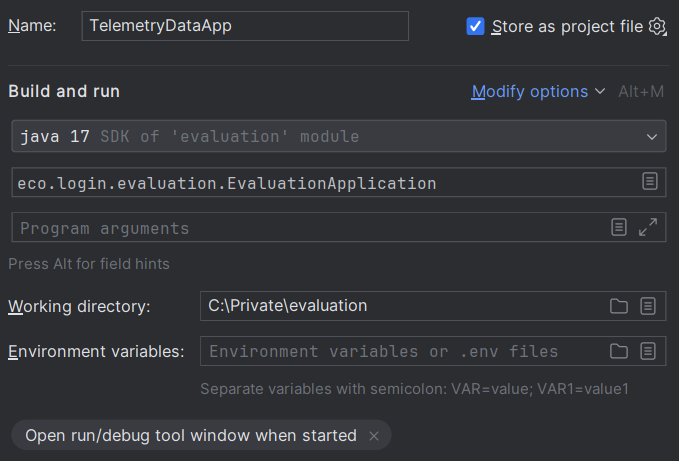 Name: TelemetryDataApp Store as project file
Build and run Modify options Alt+M
java 17 SDK of 'evaluation' module
eco.login.evaluation.EvaluationApplication
Program arguments
Press Alt for field hints
Working directory: C:\Private\evaluation
Environment variables: Environment variables or .env files
Separate variables with semicolon: VAR=value; VAR1=value1
Open run/debug tool window when started